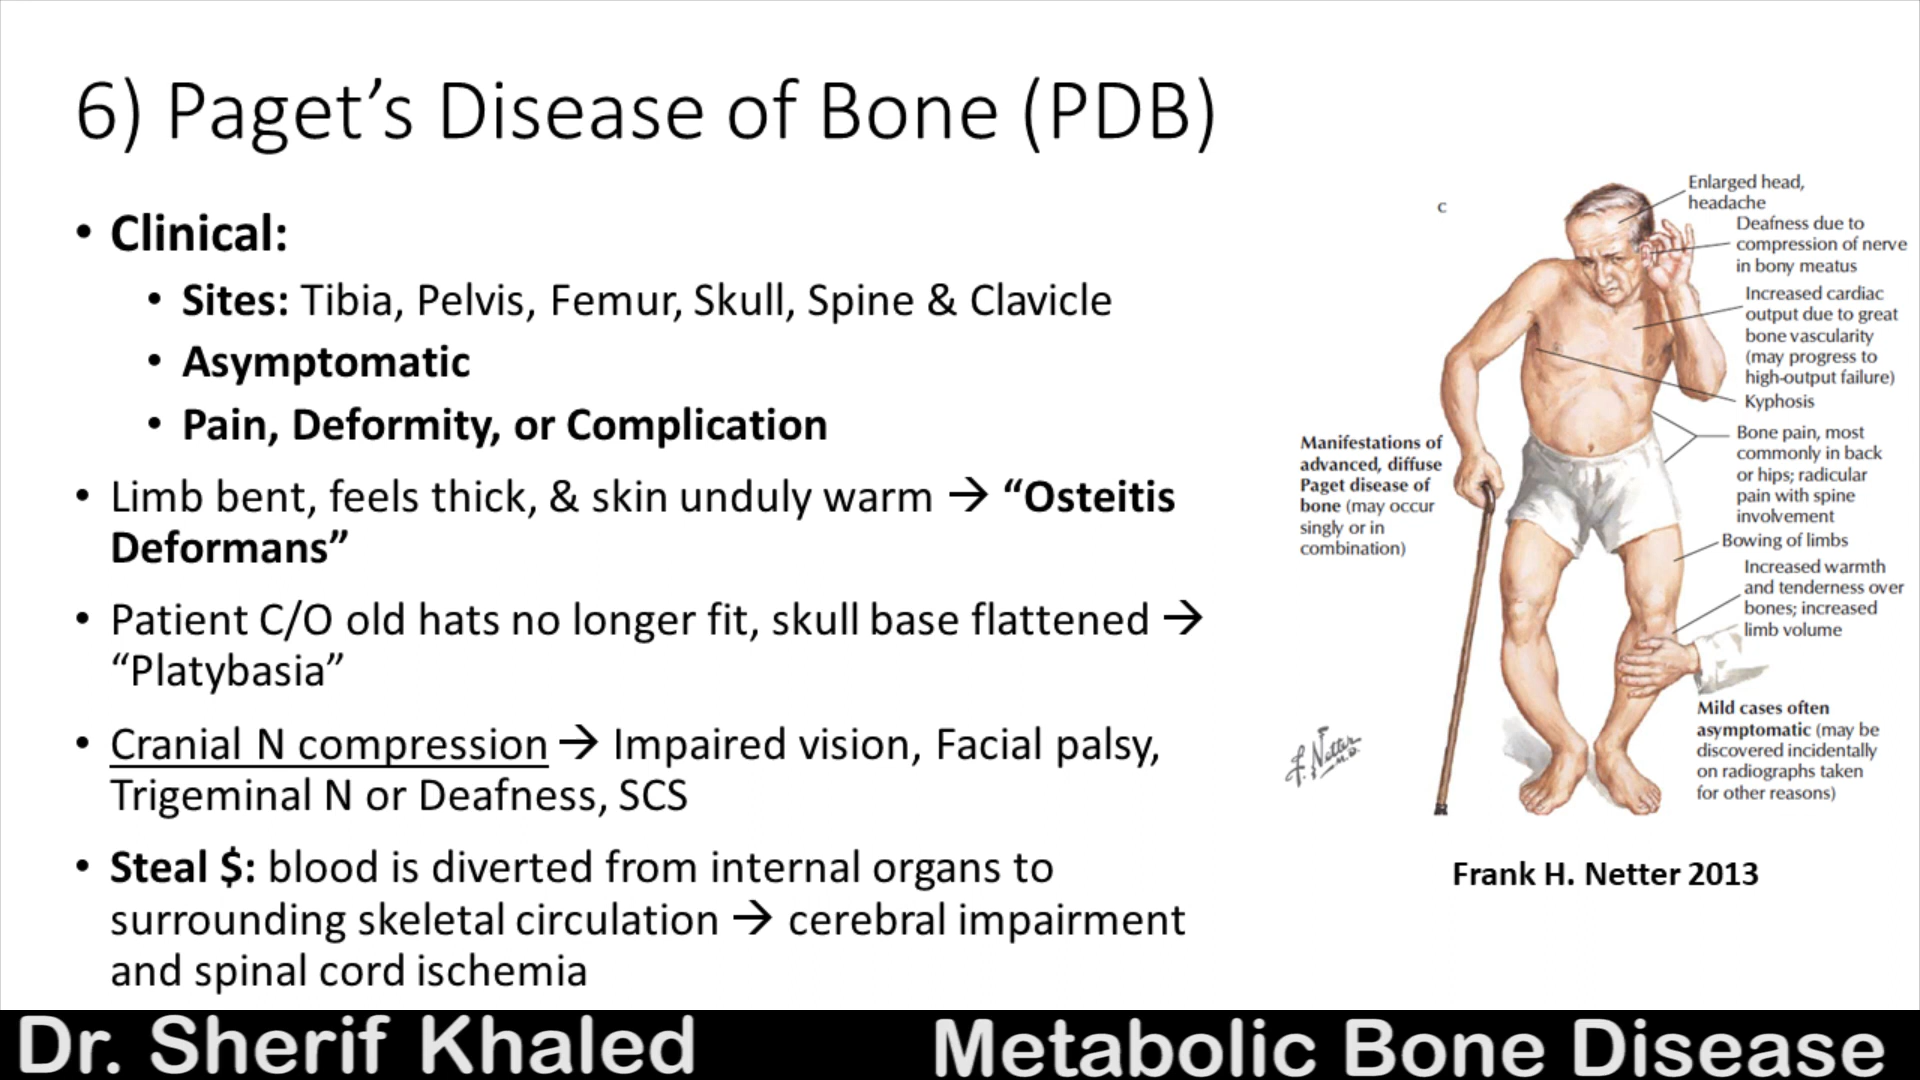 6) Paget’s Disease of Bone (PDB)
• Clinical:
• Sites: Tibia, Pelvis, Femur, Skull, Spine & Clavicle
• Asymptomatic
• Pain, Deformity, or Complication
• Limb bent, feels thick, & skin unduly warm → “Osteitis
Deformans”
• Patient C/O old hats no longer fit, skull base flattened →
“Platybasia”
• Cranial N compression → Impaired vision, Facial palsy,
Trigeminal N or Deafness, SCS
• Steal $: blood is diverted from internal organs to
surrounding skeletal circulation → cerebral impairment
and spinal cord ischemia
C
Enlarged head,
headache
Deafness due to
compression of nerve
in bony meatus
Increased cardiac
output due to great
bone vascularity
(may progress to
high-output failure)
Kyphosis
Manifestations of
advanced, diffuse
Paget disease of
bone (may occur
singly or in
combination)
Bone pain, most
commonly in back
or hips; radicular
pain with spine
involvement
Bowing of limbs
Increased warmth
and tenderness over
bones; increased
limb volume
Mild cases often
asymptomatic (may be
discovered incidentally
on radiographs taken
for other reasons)
F. Netter
M.D.
Frank H. Netter 2013
Dr. Sherif Khaled
Metabolic Bone Disease